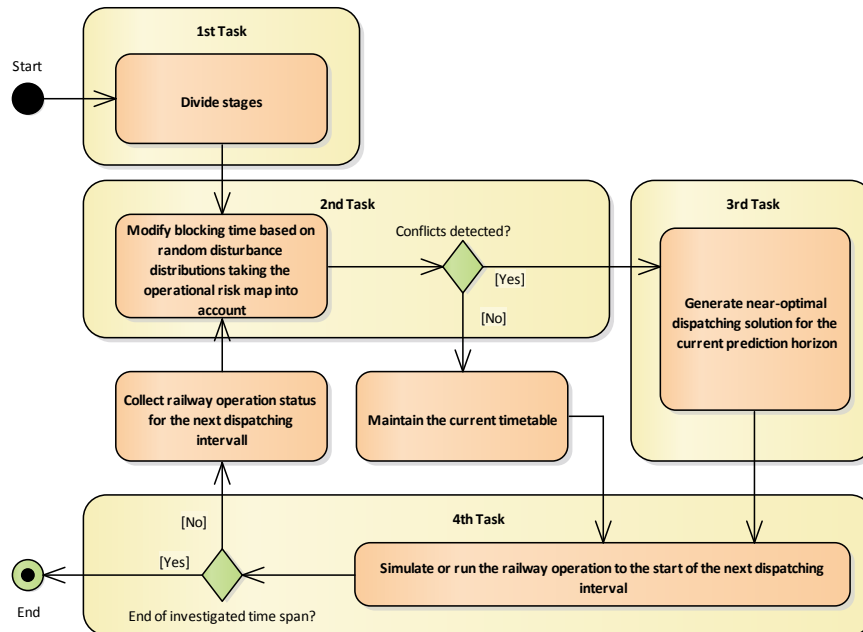 1st Task
Start
Divide stages
2nd Task
Modify blocking time based on
random disturbance
distributions taking the
operational risk map into
account
Conflicts detected?
[Yes]
[No]
3rd Task
Generate near-optimal
dispatching solution for the
current prediction horizon
Collect railway operation status
for the next dispatching
intervall
Maintain the current timetable
4th Task
[No]
[Yes]
Simulate or run the railway operation to the start of the next dispatching
interval
End
End of investigated time span?